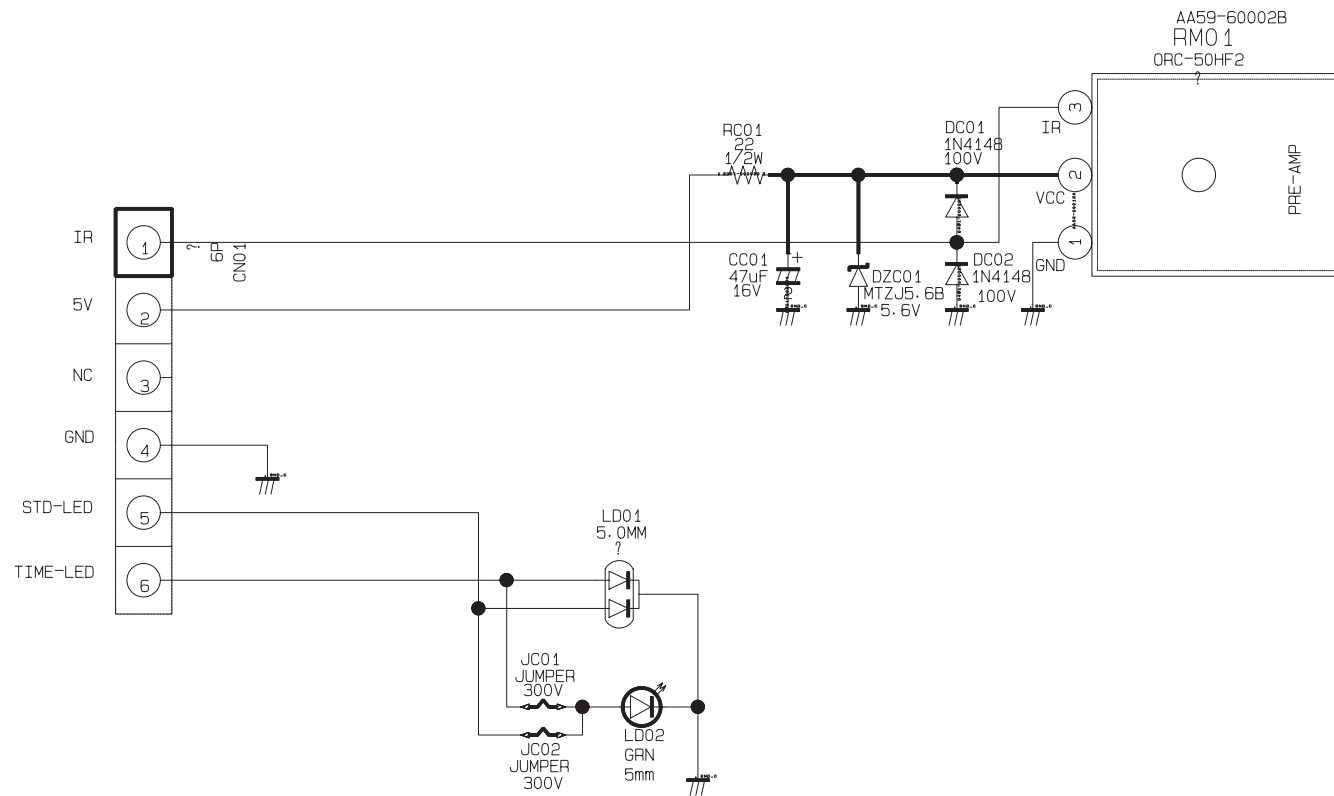 AA59-60002B
RM01
ORC-50HF2
?
3
IR
2
VCC
1
GND
PRE-AMP
RC01
22
1/2W
DC01
1N4148
100V
CC01
47uF
16V
+
DZC01
MTZJ5.6B
5.6V
DC02
1N4148
100V
IR
1
?
6P
CN01
5V
2
NC
3
GND
4
STD-LED
5
TIME-LED
6
LD01
5.0MM
?
JC01
JUMPER
300V
JC02
JUMPER
300V
LD02
GRN
5mm